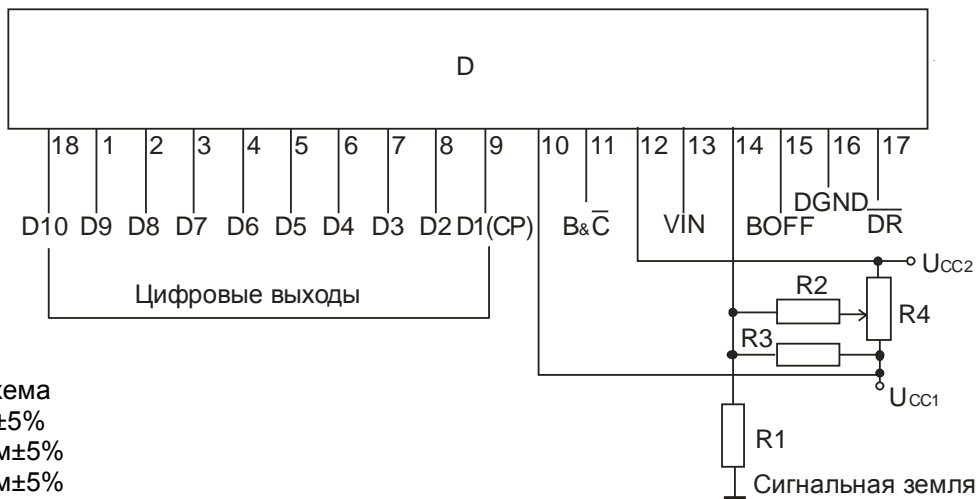 D
18 1 2 3 4 5 6 7 8 9 10 11 12 13 14 15 16 17
D10 D9 D8 D7 D6 D5 D4 D3 D2 D1(CP) B&C̅ VIN BOFF DGND D̅R̅
Цифровые выходы
UCC2
R2
R4
R3
UCC1
R1
Сигнальная земля
хема
±5%
м±5%
м±5%